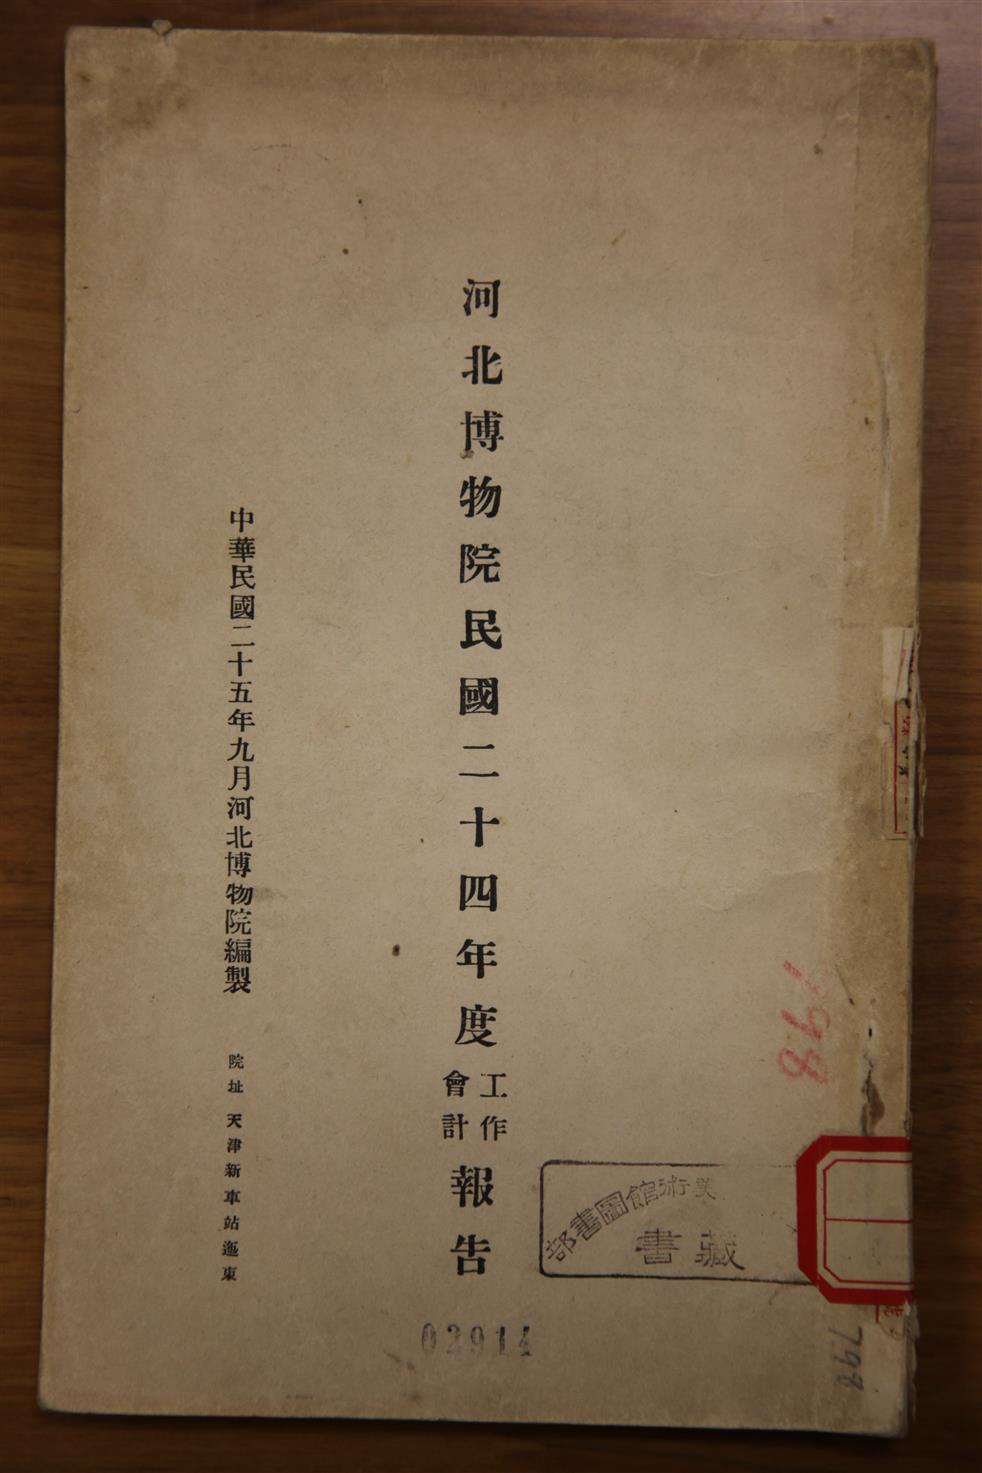 河北博物院民國二十四年度工作會計報告
中華民國二十五年九月河北博物院編製
院址 天津新車站迤東
美術館圖書部
藏書
02914
798
798